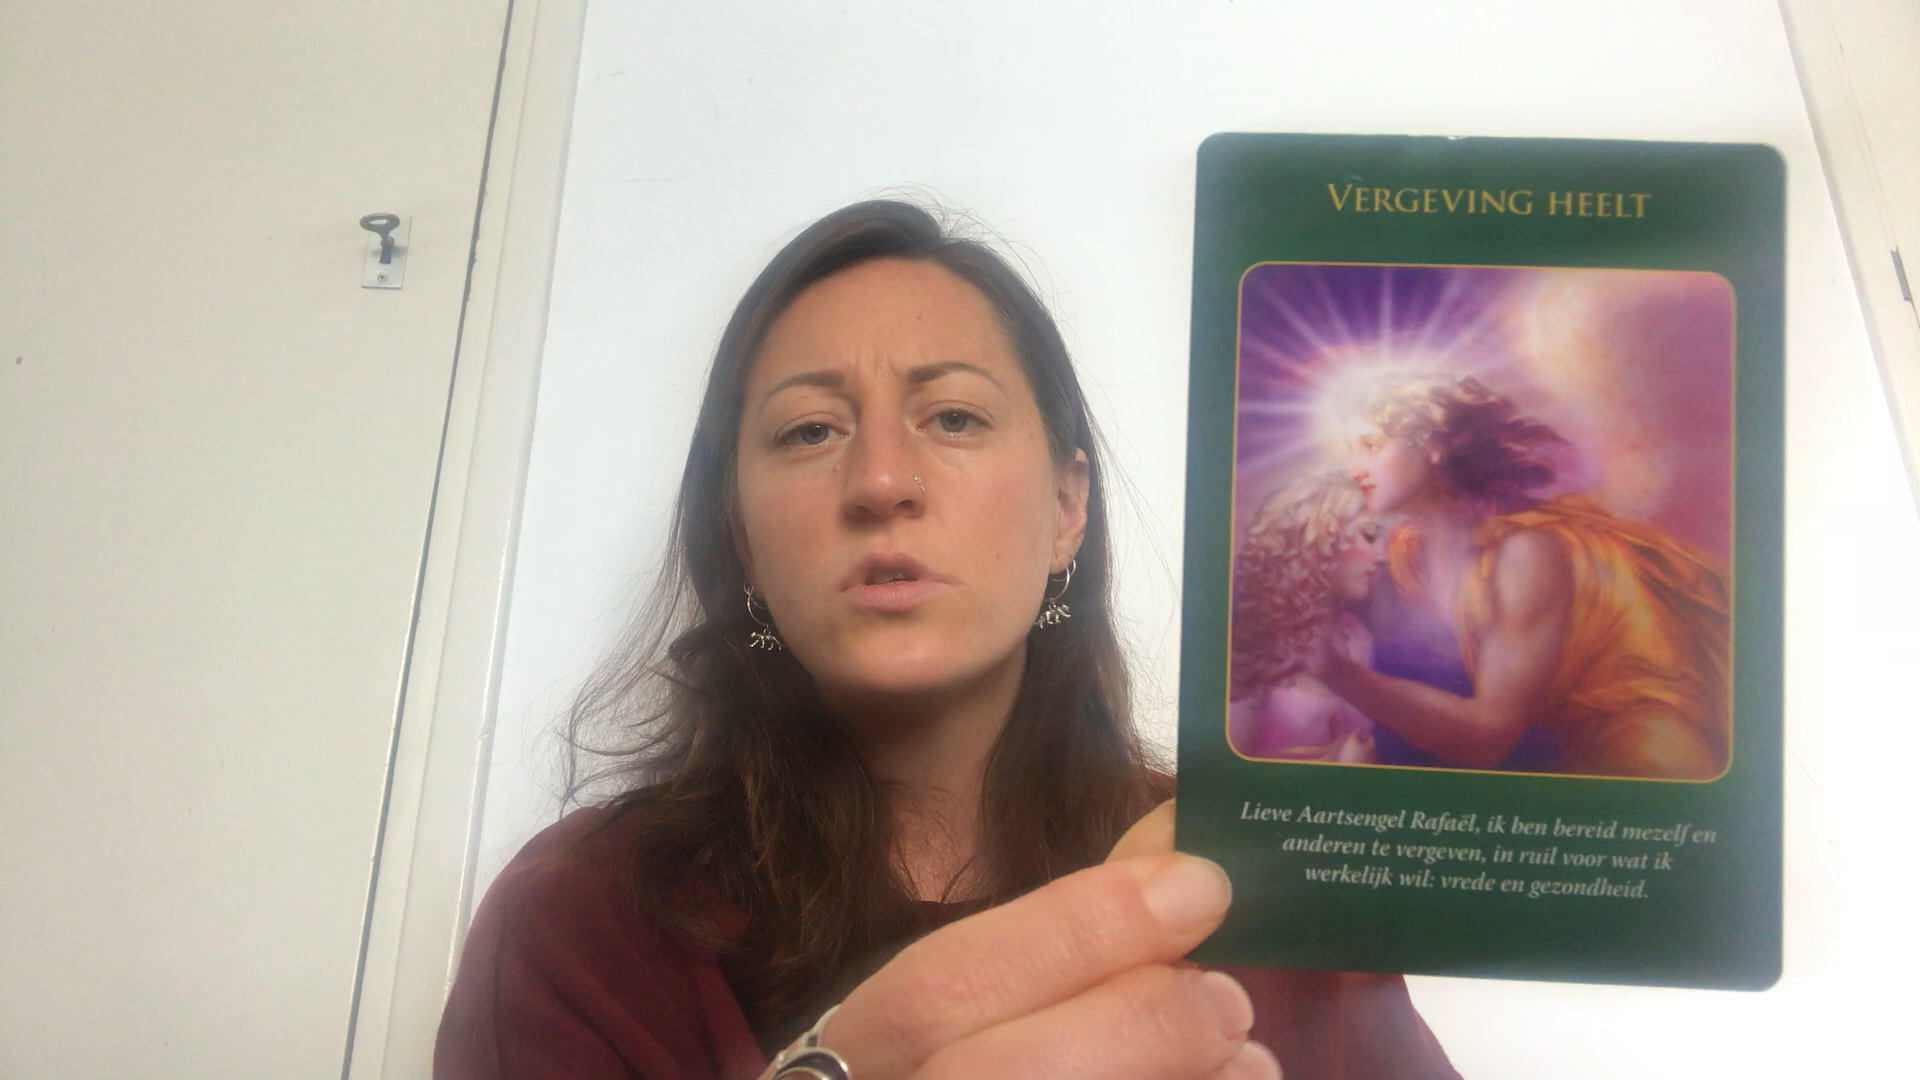 VERGEVING HEELT
Lieve Aartsengel Rafaël, ik ben bereid mezelf en
anderen te vergeven, in ruil voor wat ik
werkelijk wil: vrede en gezondheid.